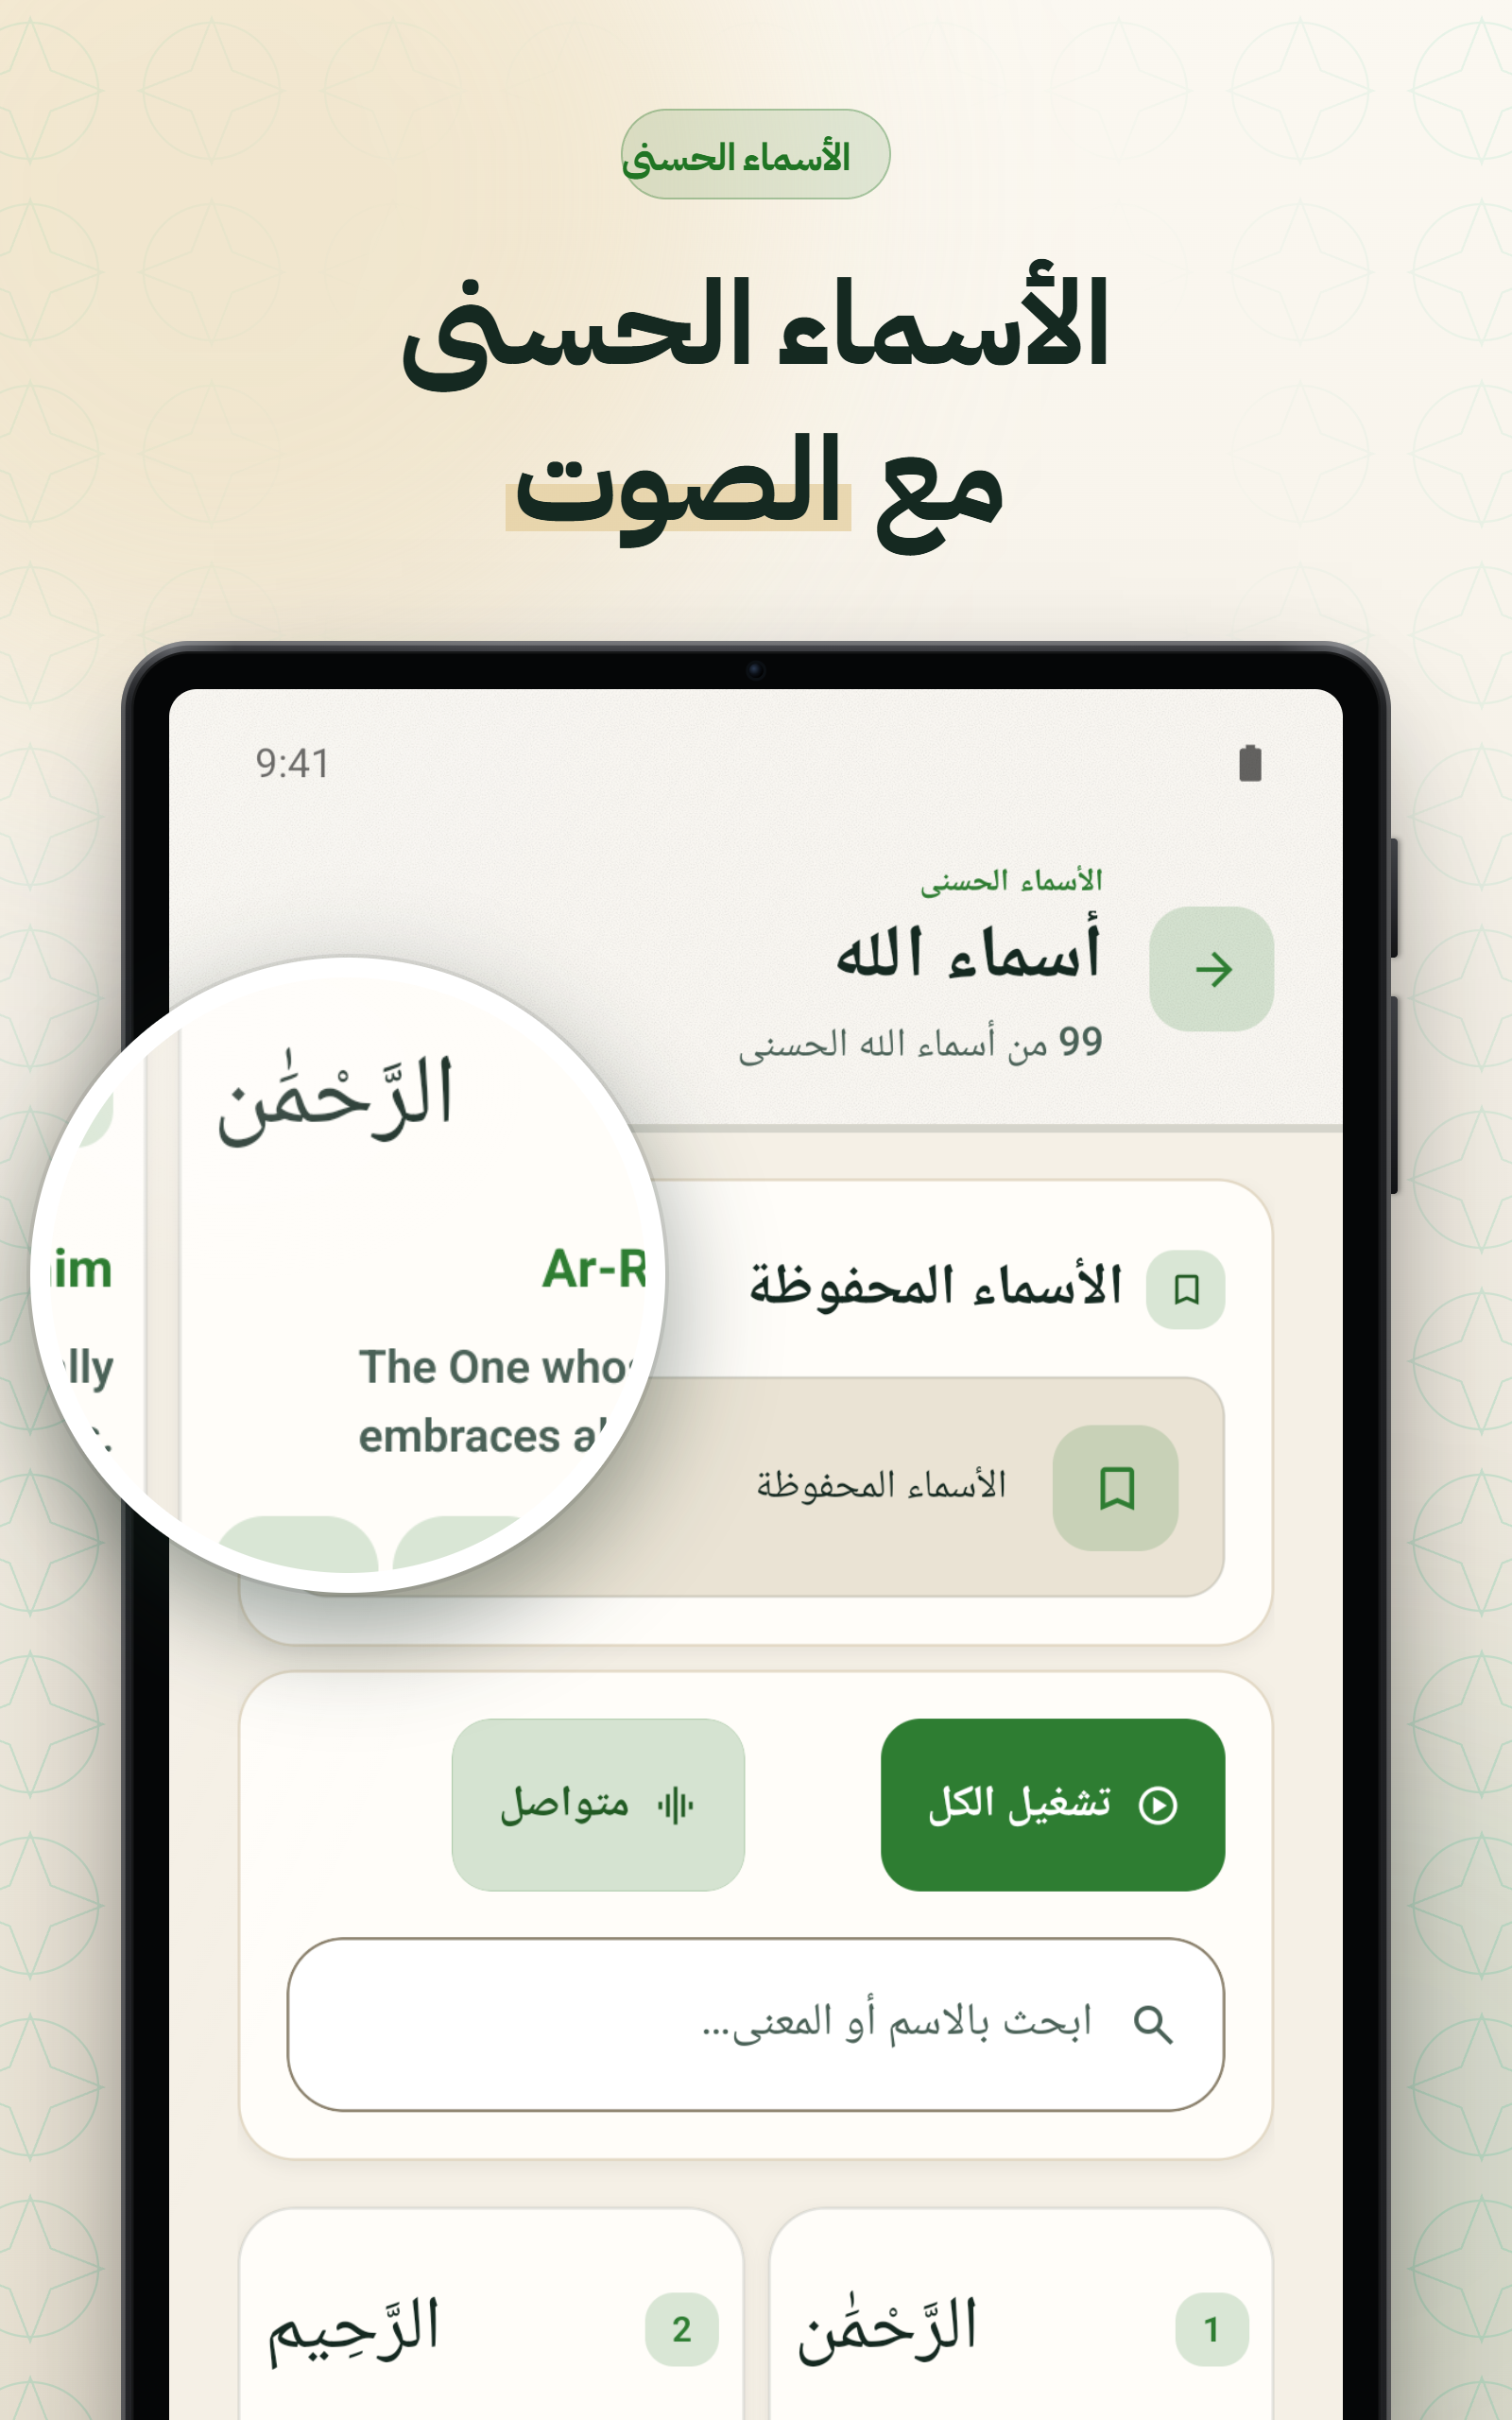 الأسماء الحسنى
الأسماء الحسنى
مع الصوت
9:41
الأسماء الحسنى
أسماء الله
99 من أسماء الله الحسنى
الرَّحْمَٰن
Ar-R
The One who
embraces
im
lly
الأسماء المحفوظة
الأسماء المحفوظة
تشغيل الكل
متواصل
ابحث بالاسم أو المعنى...
1
الرَّحْمَٰن
2
الرَّحِيم